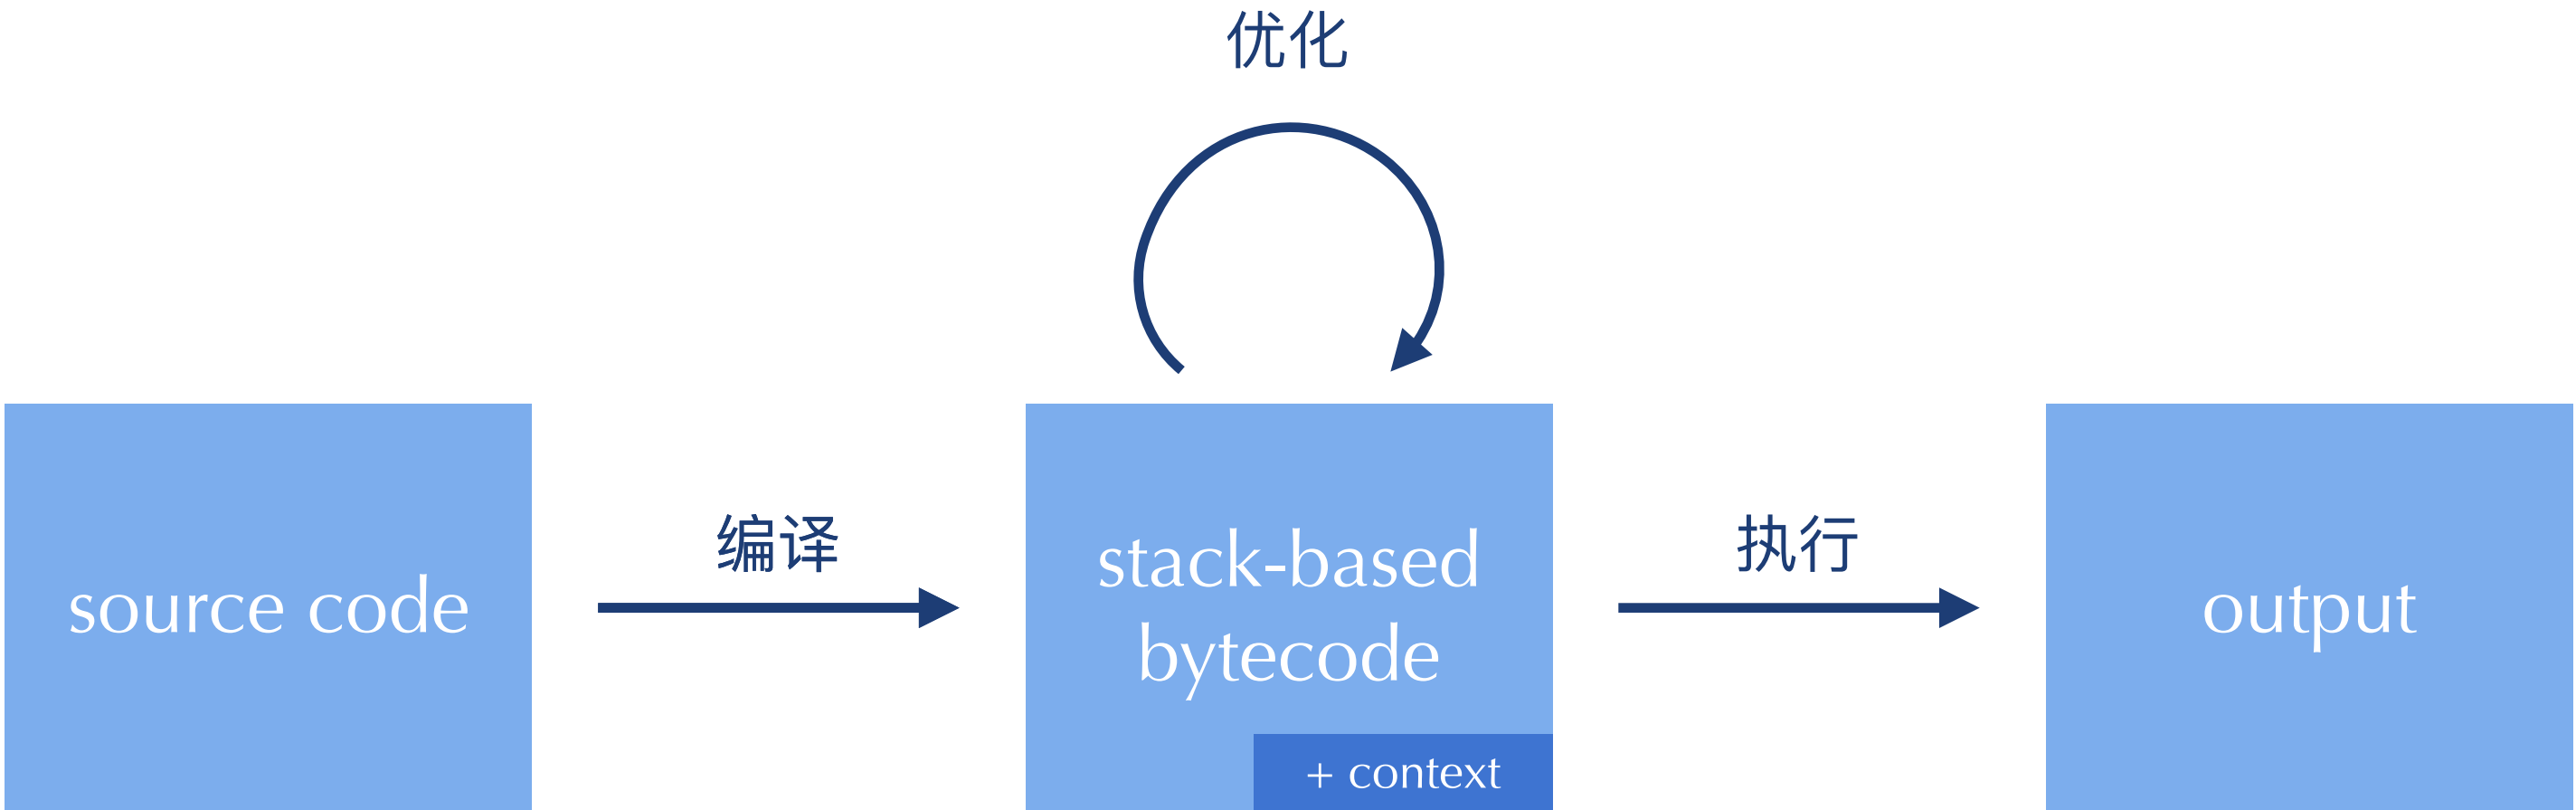 优化
source code
编译
stack-based
bytecode
+ context
执行
output